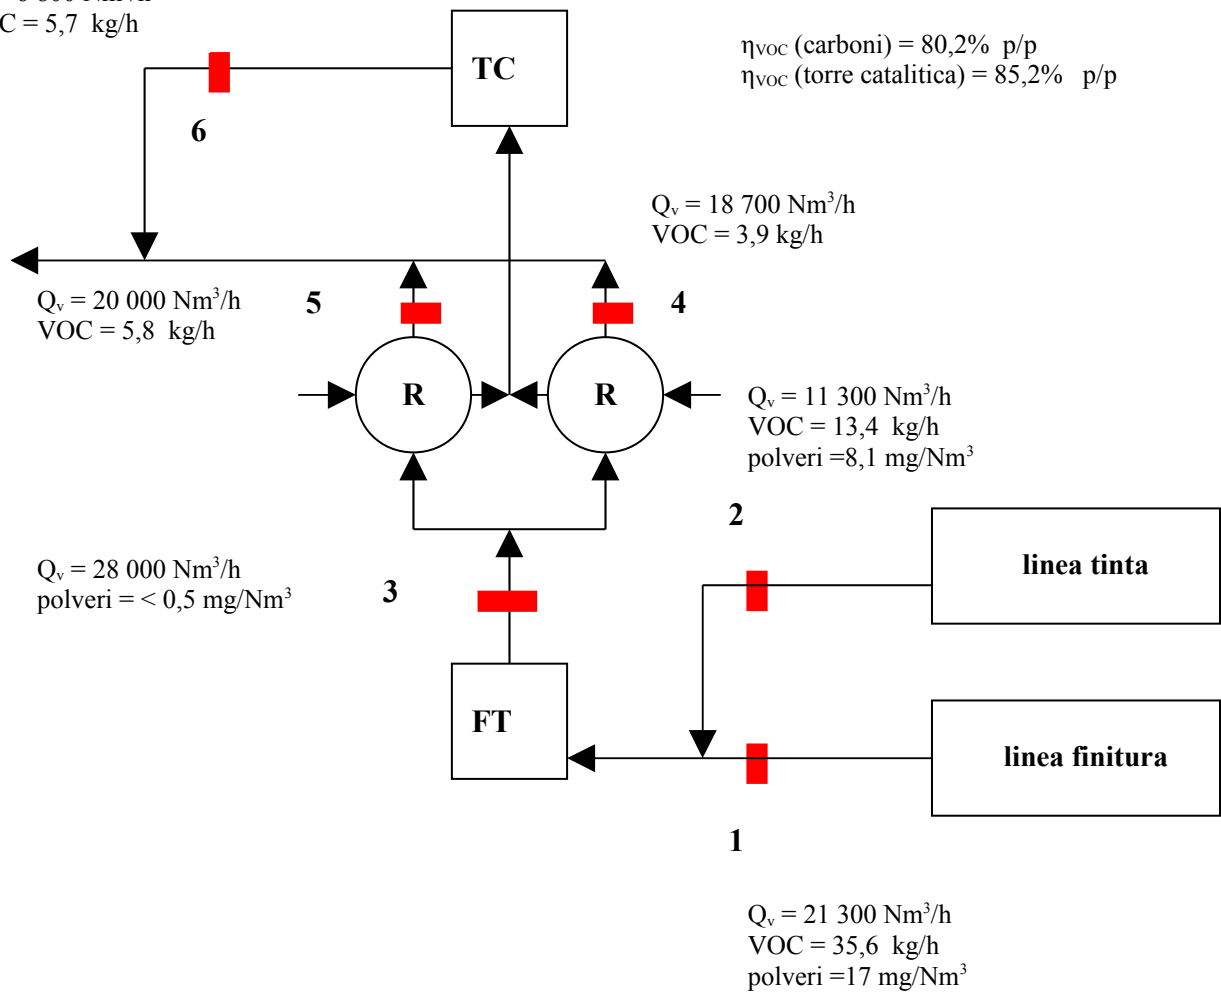 C = 5,7 kg/h
ηVOC (carboni) = 80,2% p/p
ηVOC (torre catalitica) = 85,2% p/p
TC
6
Qv = 18 700 Nm³/h
VOC = 3,9 kg/h
Qv = 20 000 Nm³/h
VOC = 5,8 kg/h
5
4
R
R
Qv = 11 300 Nm³/h
VOC = 13,4 kg/h
polveri =8,1 mg/Nm³
2
Qv = 28 000 Nm³/h
polveri = < 0,5 mg/Nm³
3
linea tinta
FT
linea finitura
1
Qv = 21 300 Nm³/h
VOC = 35,6 kg/h
polveri =17 mg/Nm³